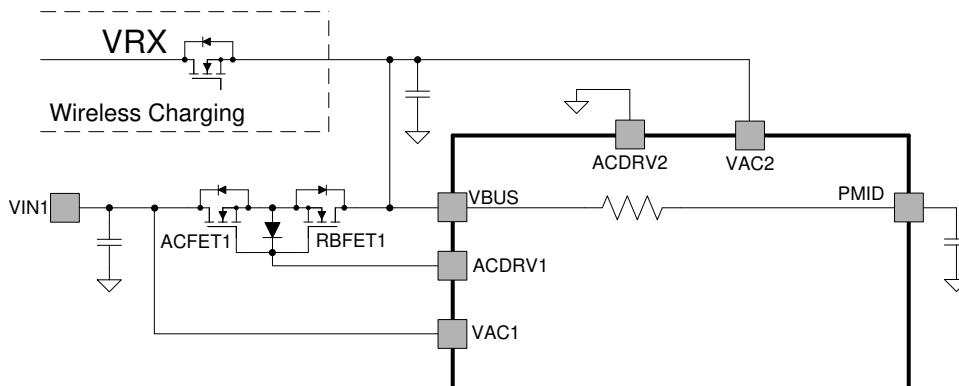 VRX
Wireless Charging
ACDRV2
VAC2
VIN1
VBUS
PMID
ACFET1
RBFET1
ACDRV1
VAC1